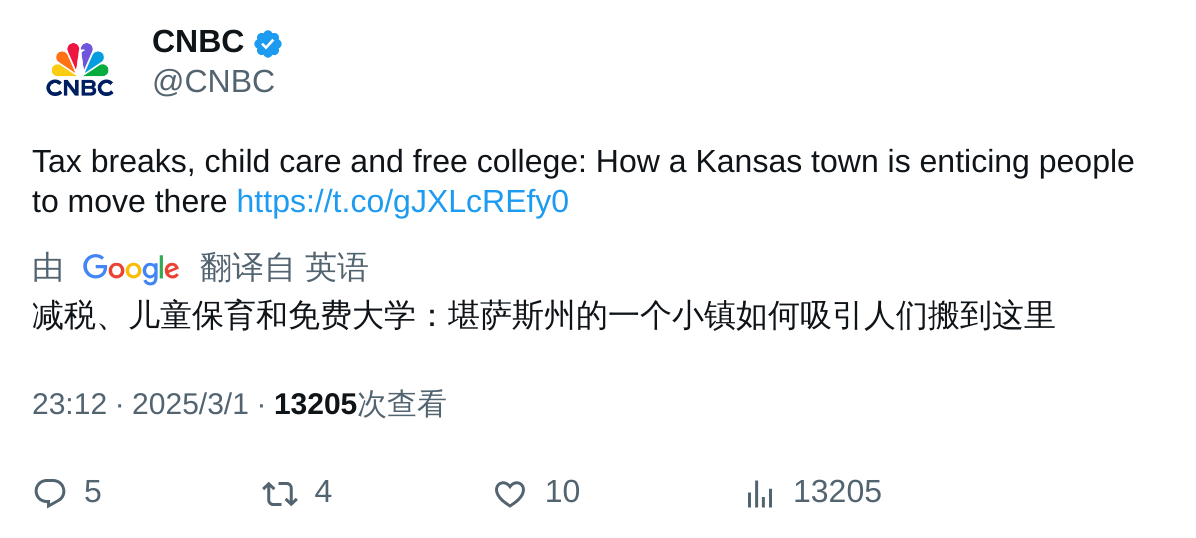 CNBC
CNBC
@CNBC
Tax breaks, child care and free college: How a Kansas town is enticing people
to move there https://t.co/gJXLcREfy0
由 Google 翻译自 英语
减税、儿童保育和免费大学：堪萨斯州的一个小镇如何吸引人们搬到这里
23:12 · 2025/3/1 · 13205次查看
5 4 10 13205